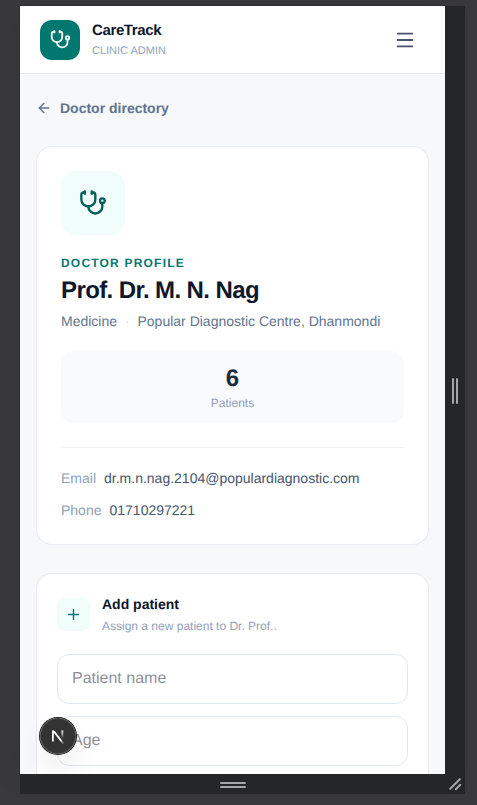 CareTrack
CLINIC ADMIN
Doctor directory
DOCTOR PROFILE
Prof. Dr. M. N. Nag
Medicine · Popular Diagnostic Centre, Dhanmondi
6
Patients
Email dr.m.n.nag.2104@populardiagnostic.com
Phone 01710297221
Add patient
Assign a new patient to Dr. Prof..
Patient name
N
Age